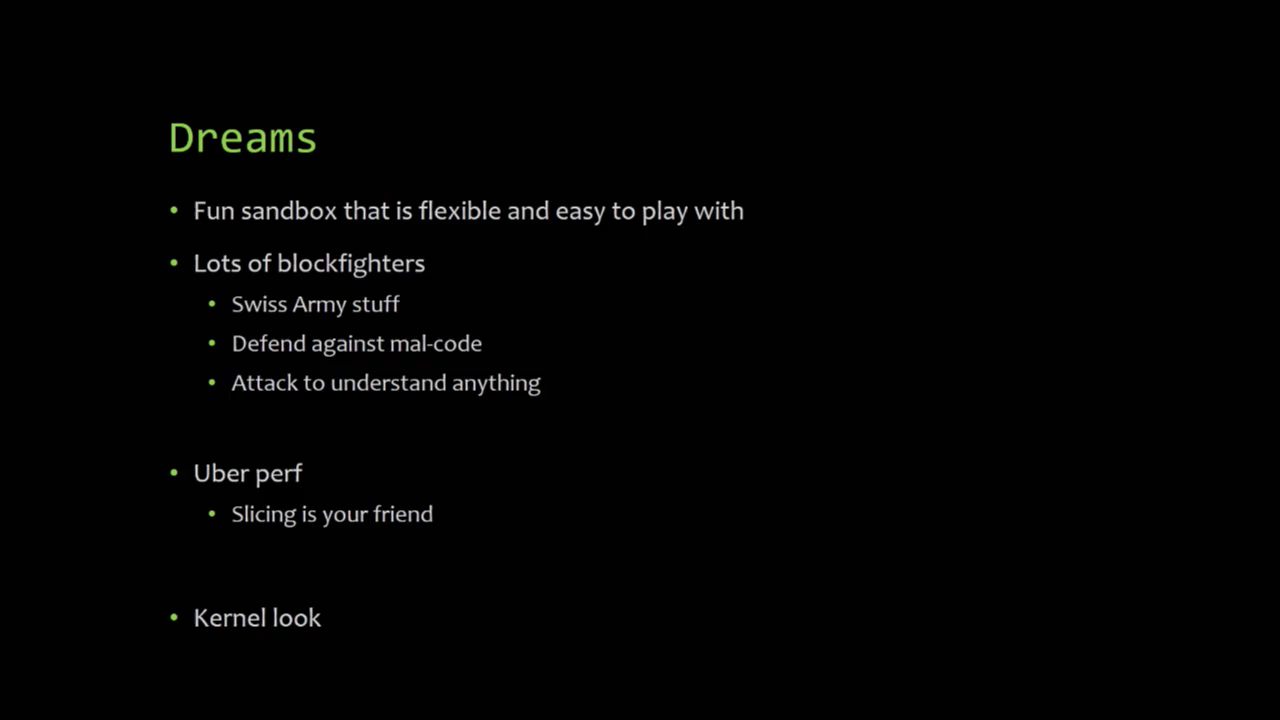 Dreams
• Fun sandbox that is flexible and easy to play with
• Lots of blockfighters
• Swiss Army stuff
• Defend against mal-code
• Attack to understand anything
• Uber perf
• Slicing is your friend
• Kernel look